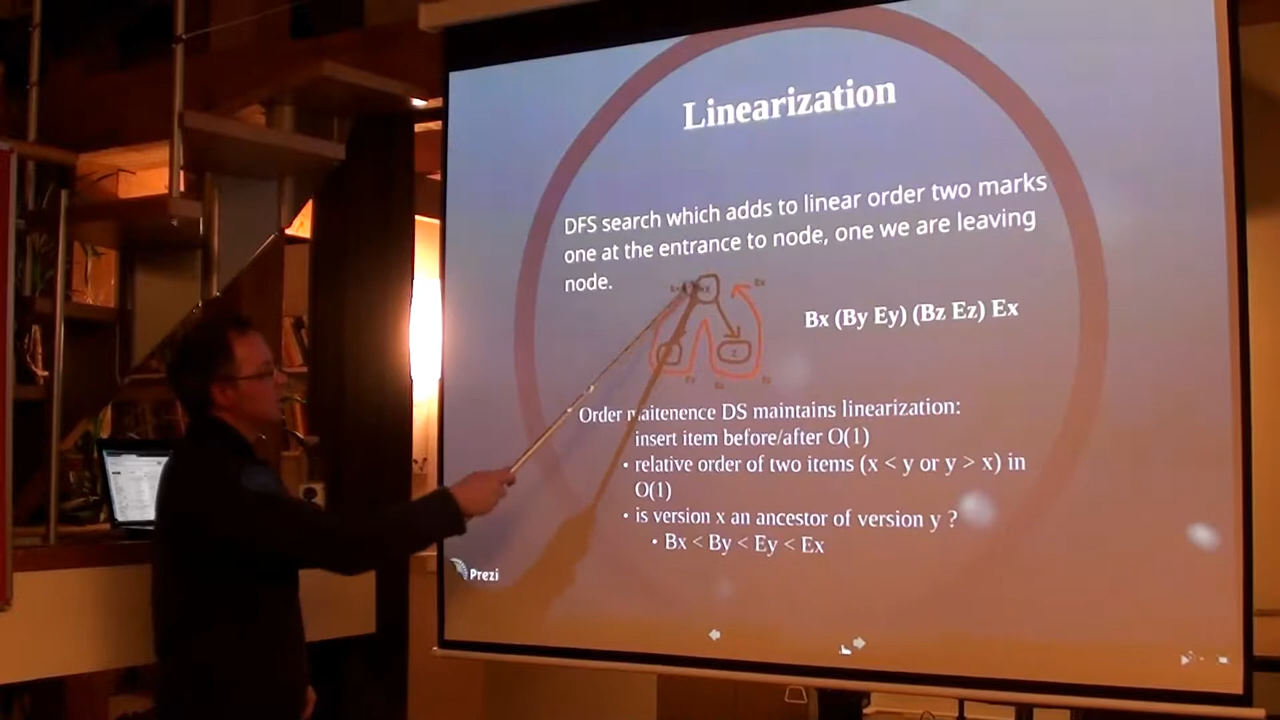 Linearization
DFS search which adds to linear order two marks
one at the entrance to node, one we are leaving
node.
Ex
Bx (By Ey) (Bz Ez) Ex
z
Order maitenence DS maintains linearization:
insert item before/after O(1)
• relative order of two items (x < y or y > x) in
O(1)
• is version x an ancestor of version y ?
• Bx < By < Ey < Ex
Prezi